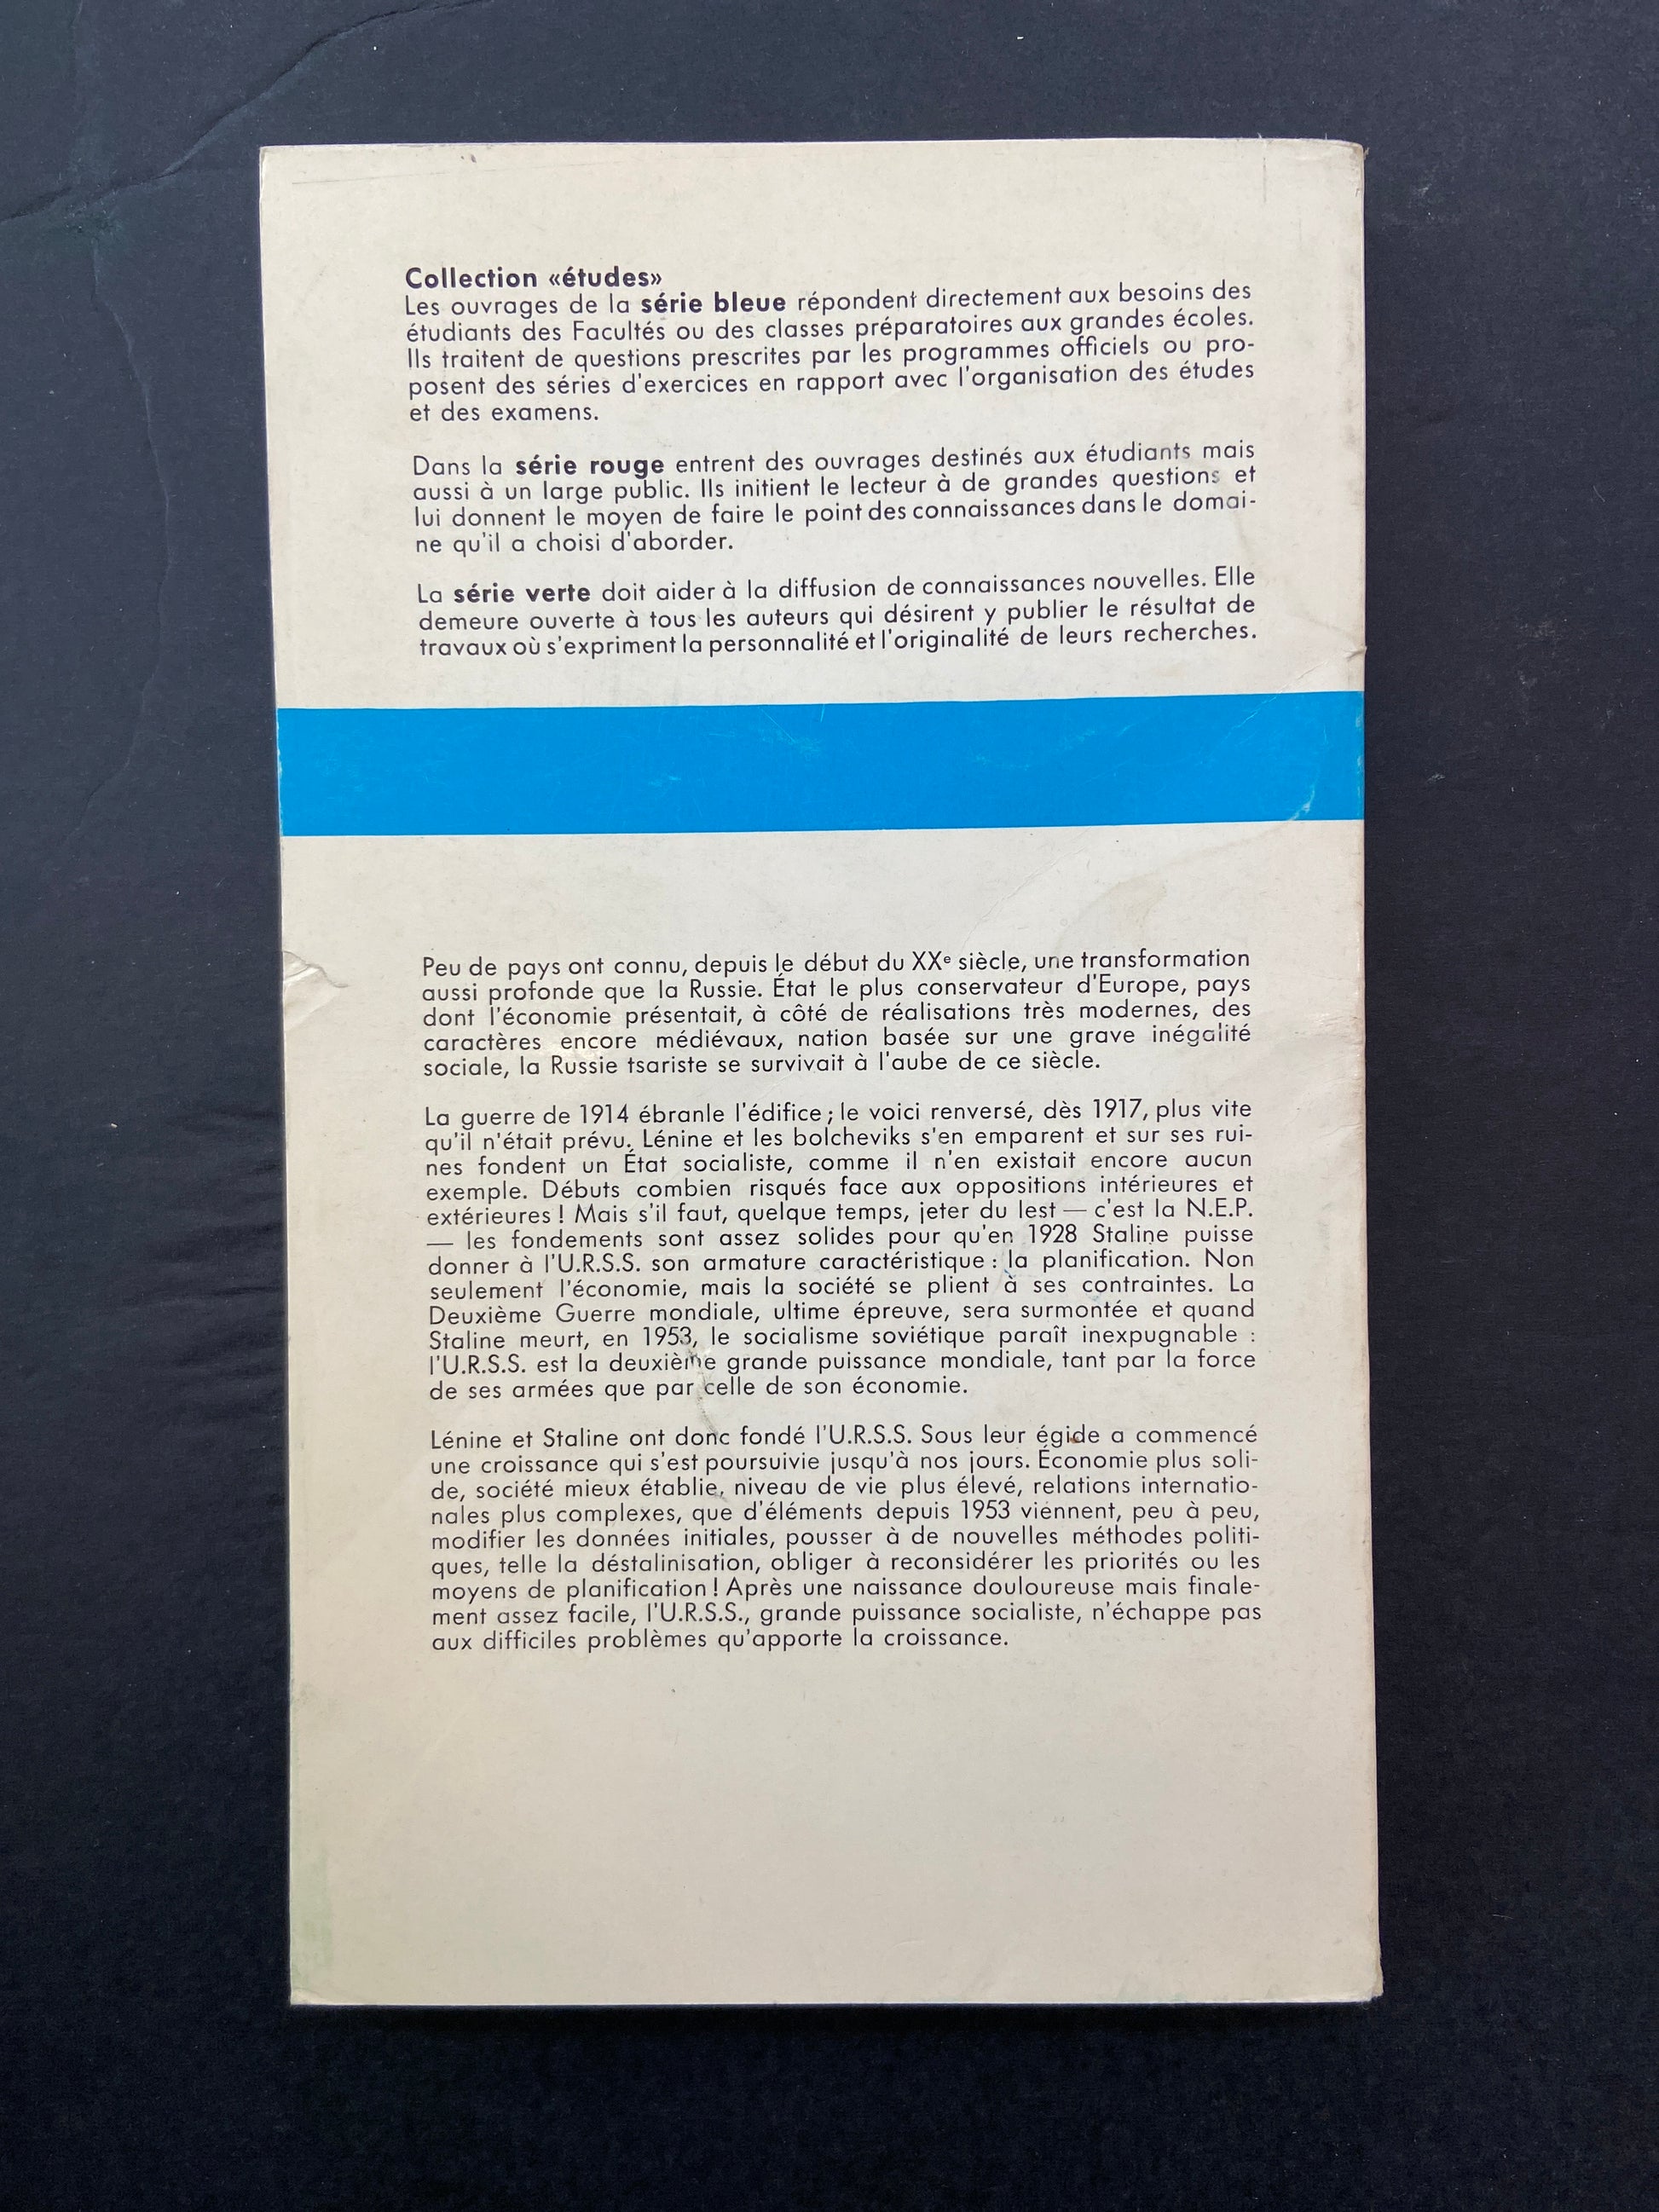 Collection «études»
Les ouvrages de la série bleue répondent directement aux besoins des
étudiants des Facultés ou des classes préparatoires aux grandes écoles.
Ils traitent de questions prescrites par les programmes officiels ou pro-
posent des séries d'exercices en rapport avec l'organisation des études
et des examens.
Dans la série rouge entrent des ouvrages destinés aux étudiants mais
aussi à un large public. Ils initient le lecteur à de grandes questions et
lui donnent le moyen de faire le point des connaissances dans le domai-
ne qu'il a choisi d'aborder.
La série verte doit aider à la diffusion de connaissances nouvelles. Elle
demeure ouverte à tous les auteurs qui désirent y publier le résultat de
travaux où s'expriment la personnalité et l'originalité de leurs recherches.
Peu de pays ont connu, depuis le début du XXe siècle, une transformation
aussi profonde que la Russie. État le plus conservateur d'Europe, pays
dont l'économie présentait, à côté de réalisations très modernes, des
caractères encore médiévaux, nation basée sur une grave inégalité
sociale, la Russie tsariste se survivait à l'aube de ce siècle.
La guerre de 1914 ébranle l'édifice ; le voici renversé, dès 1917, plus vite
qu'il n'était prévu. Lénine et les bolcheviks s'en emparent et sur ses rui-
nes fondent un État socialiste, comme il n'en existait encore aucun
exemple. Débuts combien risqués face aux oppositions intérieures et
extérieures ! Mais s'il faut, quelque temps, jeter du lest — c'est la N.E.P.
— les fondements sont assez solides pour qu'en 1928 Staline puisse
donner à l'U.R.S.S. son armature caractéristique : la planification. Non
seulement l'économie, mais la société se plient à ses contraintes. La
Deuxième Guerre mondiale, ultime épreuve, sera surmontée et quand
Staline meurt, en 1953, le socialisme soviétique paraît inexpugnable :
l'U.R.S.S. est la deuxième grande puissance mondiale, tant par la force
de ses armées que par celle de son économie.
Lénine et Staline ont donc fondé l'U.R.S.S. Sous leur égide a commencé
une croissance qui s'est poursuivie jusqu'à nos jours. Économie plus soli-
de, société mieux établie, niveau de vie plus élevé, relations internatio-
nales plus complexes, que d'éléments depuis 1953 viennent, peu à peu,
modifier les données initiales, pousser à de nouvelles méthodes politi-
ques, telle la déstalinisation, obliger à reconsidérer les priorités ou les
moyens de planification ! Après une naissance douloureuse mais finale-
ment assez facile, l'U.R.S.S., grande puissance socialiste, n'échappe pas
aux difficiles problèmes qu'apporte la croissance.